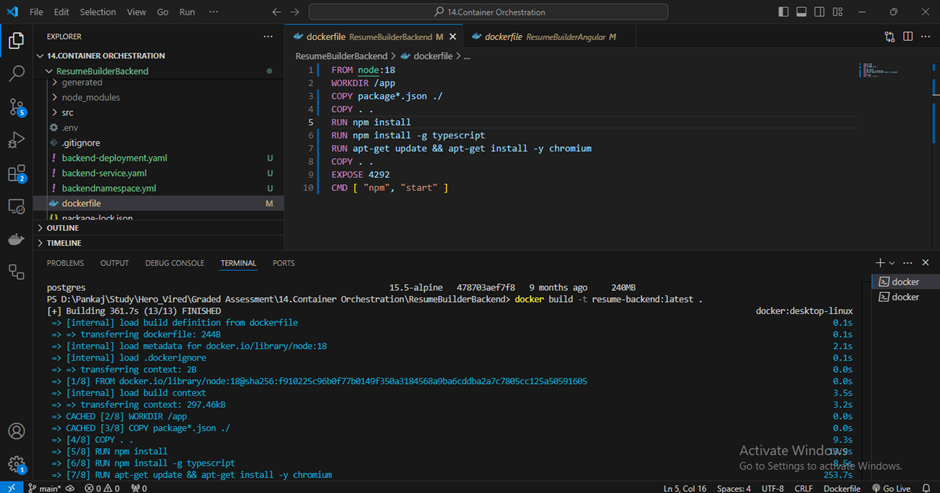 File Edit Selection View Go Run ··· 14.Container Orchestration
EXPLORER ···
14.CONTAINER ORCHESTRATION
ResumeBuilderBackend
generated
node_modules
src
.env
.gitignore
backend-deployment.yaml U
backend-service.yaml U
backendnamespace.yml U
dockerfile M
package-lock.json
OUTLINE
TIMELINE
5
2
1
dockerfile ResumeBuilderBackend M dockerfile ResumeBuilderAngular M
ResumeBuilderBackend > dockerfile > ...
1 FROM node:18
2 WORKDIR /app
3 COPY package*.json ./
4 COPY . .
5 RUN npm install
6 RUN npm install -g typescript
7 RUN apt-get update && apt-get install -y chromium
8 COPY . .
9 EXPOSE 4292
10 CMD [ "npm", "start" ]
PROBLEMS OUTPUT DEBUG CONSOLE TERMINAL PORTS
docker
docker
postgres 15.5-alpine 478703aef7f8 9 months ago 240MB
PS D:\Pankaj\Study\Hero_Vired\Graded Assessment\14.Container Orchestration\ResumeBuilderBackend> docker build -t resume-backend:latest .
[+] Building 361.7s (13/13) FINISHED docker:desktop-linux
=> [internal] load build definition from dockerfile 0.1s
=> => transferring dockerfile: 244B 0.1s
=> [internal] load metadata for docker.io/library/node:18 2.1s
=> [internal] load .dockerignore 0.1s
=> => transferring context: 2B 0.0s
=> [1/8] FROM docker.io/library/node:18@sha256:f910225c96b0f77b0149f350a3184568a9ba6cddba2a7c7805cc125a50591605 0.0s
=> [internal] load build context 3.5s
=> => transferring context: 297.46kB 3.2s
=> CACHED [2/8] WORKDIR /app 0.0s
=> CACHED [3/8] COPY package*.json ./ 0.0s
=> [4/8] COPY . . 9.3s
=> [5/8] RUN npm install
=> [6/8] RUN npm install -g typescript
=> [7/8] RUN apt-get update && apt-get install -y chromium 253.7s
Activate Windows
Go to Settings to activate Windows.
main* 0 0 0 Ln 5, Col 16 Spaces: 4 UTF-8 CRLF Dockerfile Go Live